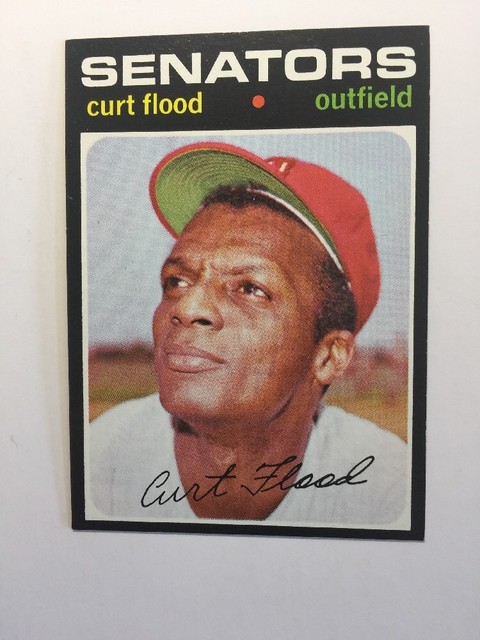 SENATORS
curt flood • outfield
Curt Flood